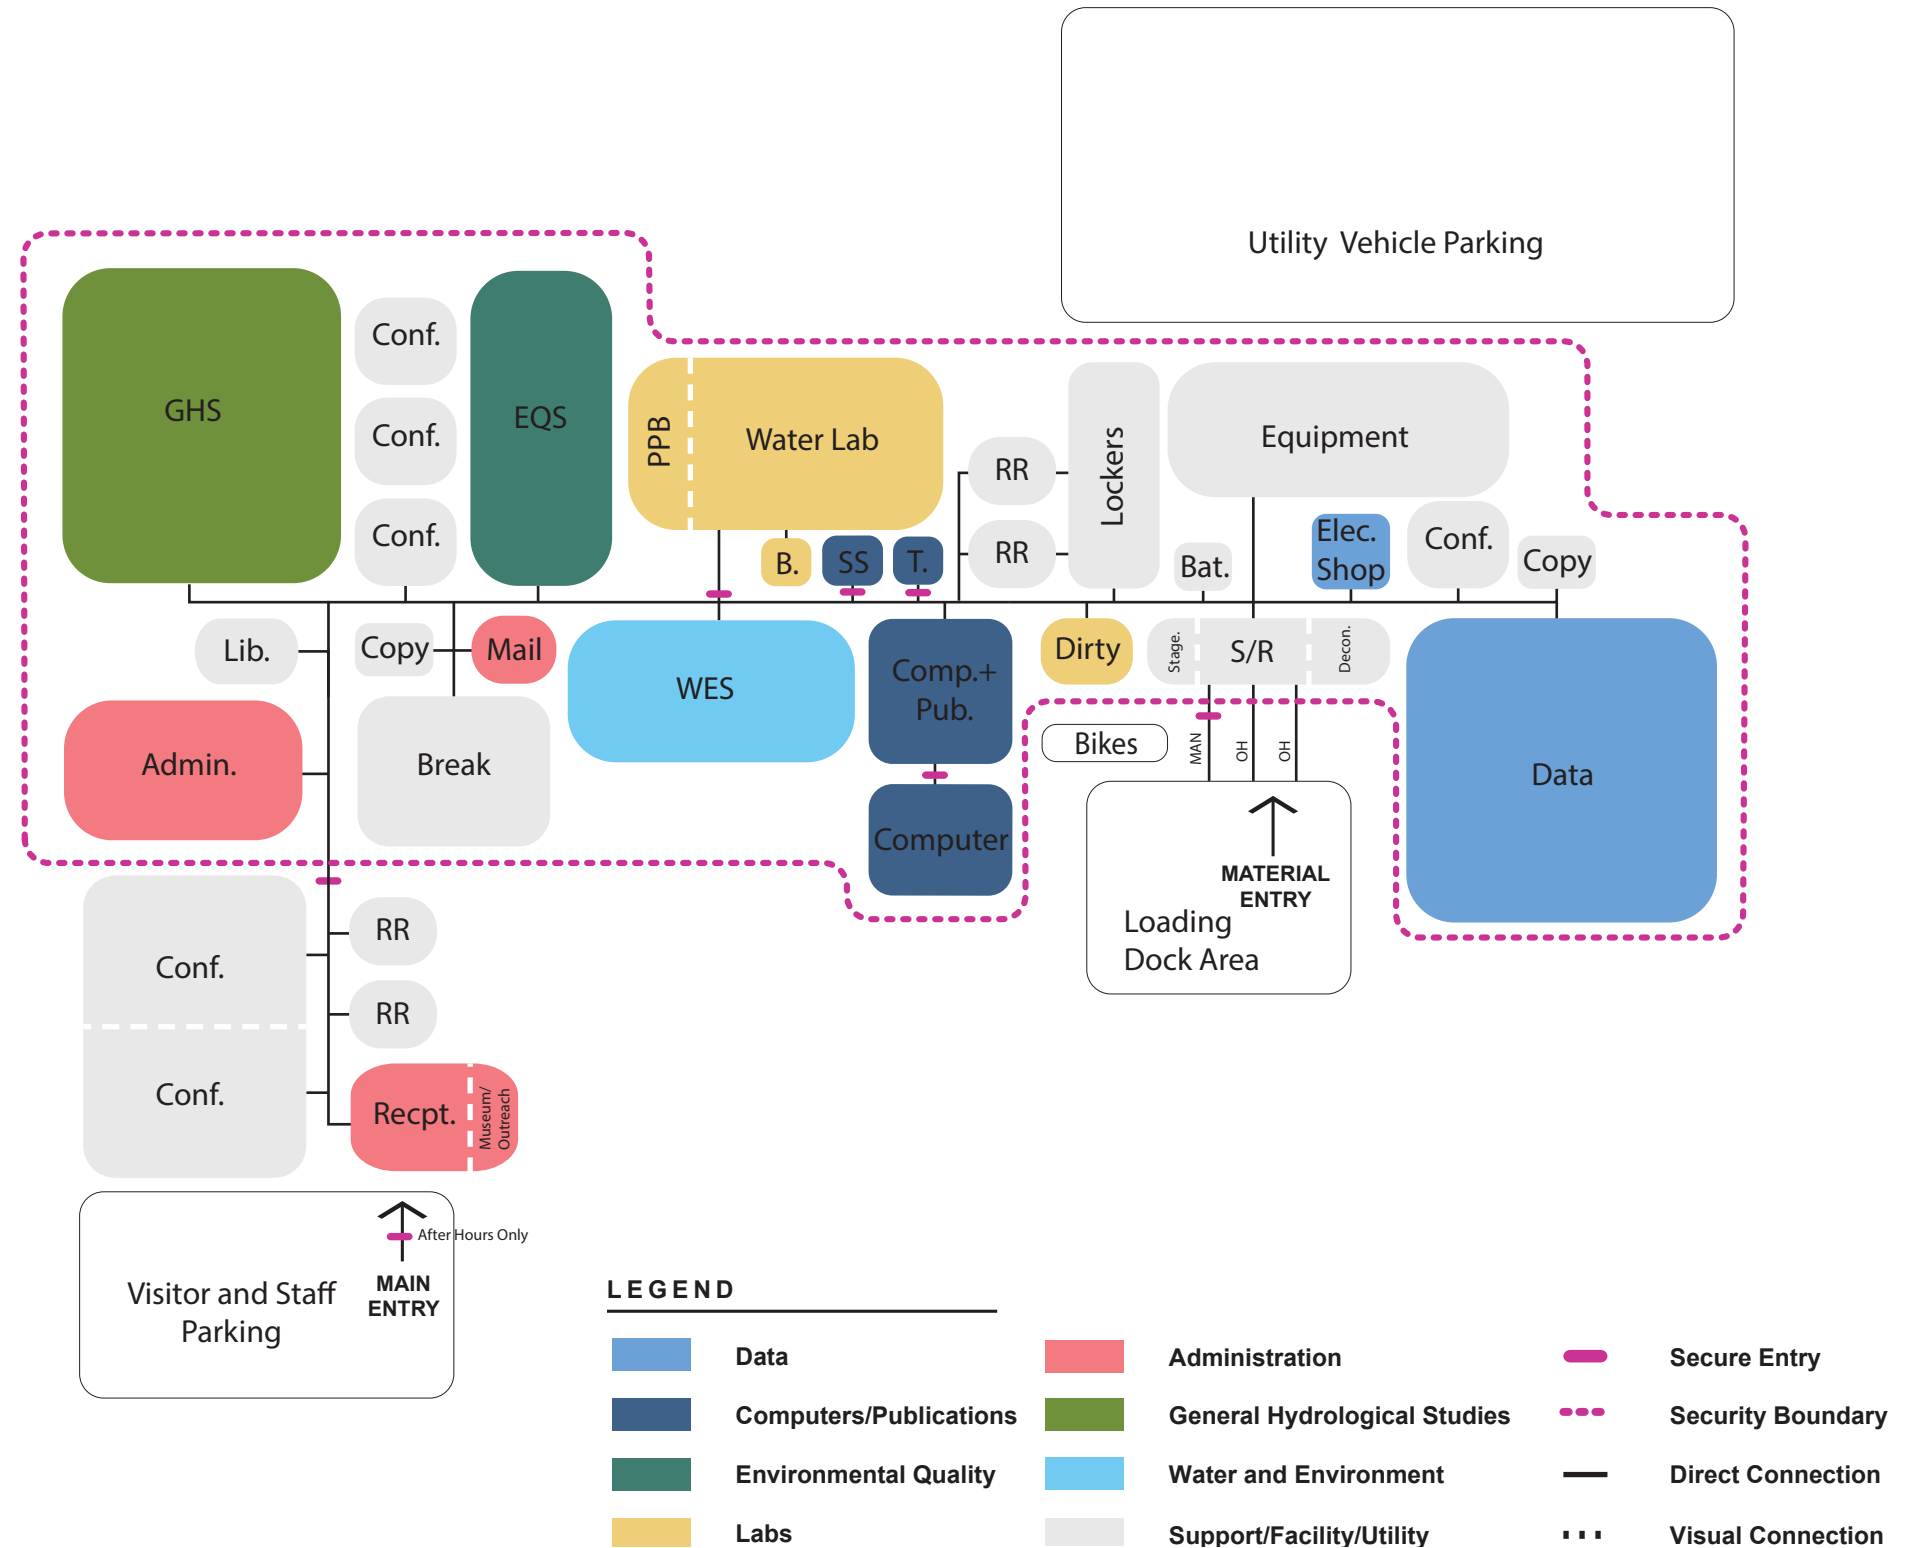 Utility Vehicle Parking
GHS
Conf.
Conf.
Conf.
EQS
PPB
Water Lab
B.
SS
T.
RR
RR
Lockers
Equipment
Bat.
Elec.
Shop
Conf.
Copy
Lib.
Copy
Mail
Admin.
Break
WES
Comp.+
Pub.
Computer
Dirty
Stage.
S/R
Decon.
Bikes
MAN
OH
OH
MATERIAL
ENTRY
Loading
Dock Area
Data
Conf.
Conf.
RR
RR
Recpt.
Museum/
Outreach
After Hours Only
MAIN
ENTRY
Visitor and Staff
Parking
LEGEND
Data
Computers/Publications
Environmental Quality
Labs
Administration
General Hydrological Studies
Water and Environment
Support/Facility/Utility
Secure Entry
Security Boundary
Direct Connection
Visual Connection